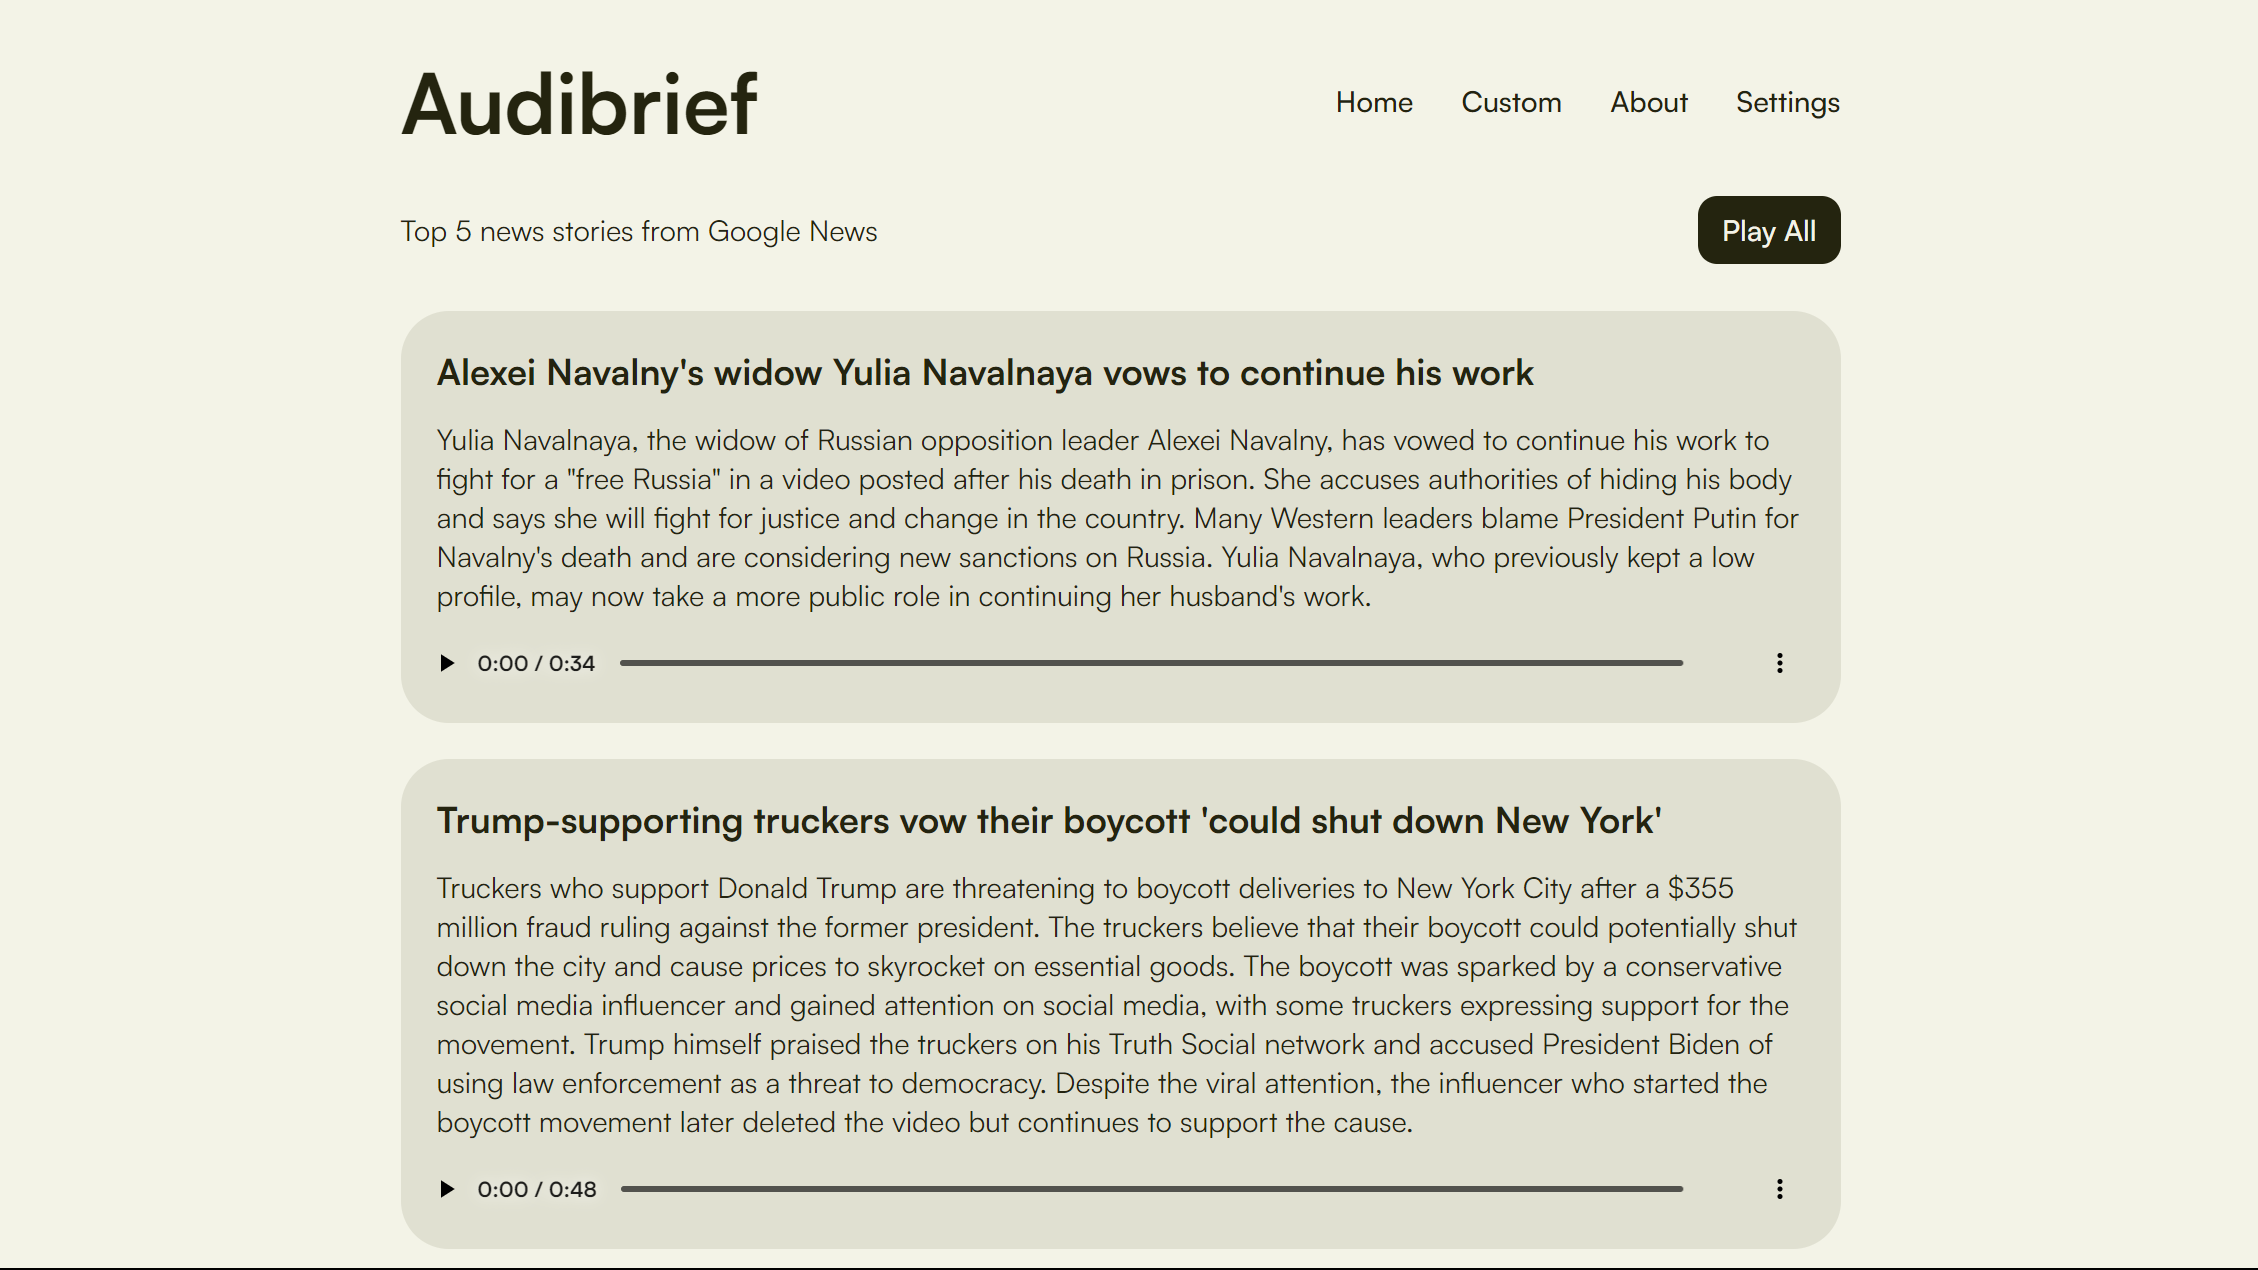 Audibrief
Home Custom About Settings
Top 5 news stories from Google News
Play All
Alexei Navalny's widow Yulia Navalnaya vows to continue his work
Yulia Navalnaya, the widow of Russian opposition leader Alexei Navalny, has vowed to continue his work to
fight for a "free Russia" in a video posted after his death in prison. She accuses authorities of hiding his body
and says she will fight for justice and change in the country. Many Western leaders blame President Putin for
Navalny's death and are considering new sanctions on Russia. Yulia Navalnaya, who previously kept a low
profile, may now take a more public role in continuing her husband's work.
0:00 / 0:34
Trump-supporting truckers vow their boycott 'could shut down New York'
Truckers who support Donald Trump are threatening to boycott deliveries to New York City after a $355
million fraud ruling against the former president. The truckers believe that their boycott could potentially shut
down the city and cause prices to skyrocket on essential goods. The boycott was sparked by a conservative
social media influencer and gained attention on social media, with some truckers expressing support for the
movement. Trump himself praised the truckers on his Truth Social network and accused President Biden of
using law enforcement as a threat to democracy. Despite the viral attention, the influencer who started the
boycott movement later deleted the video but continues to support the cause.
0:00 / 0:48